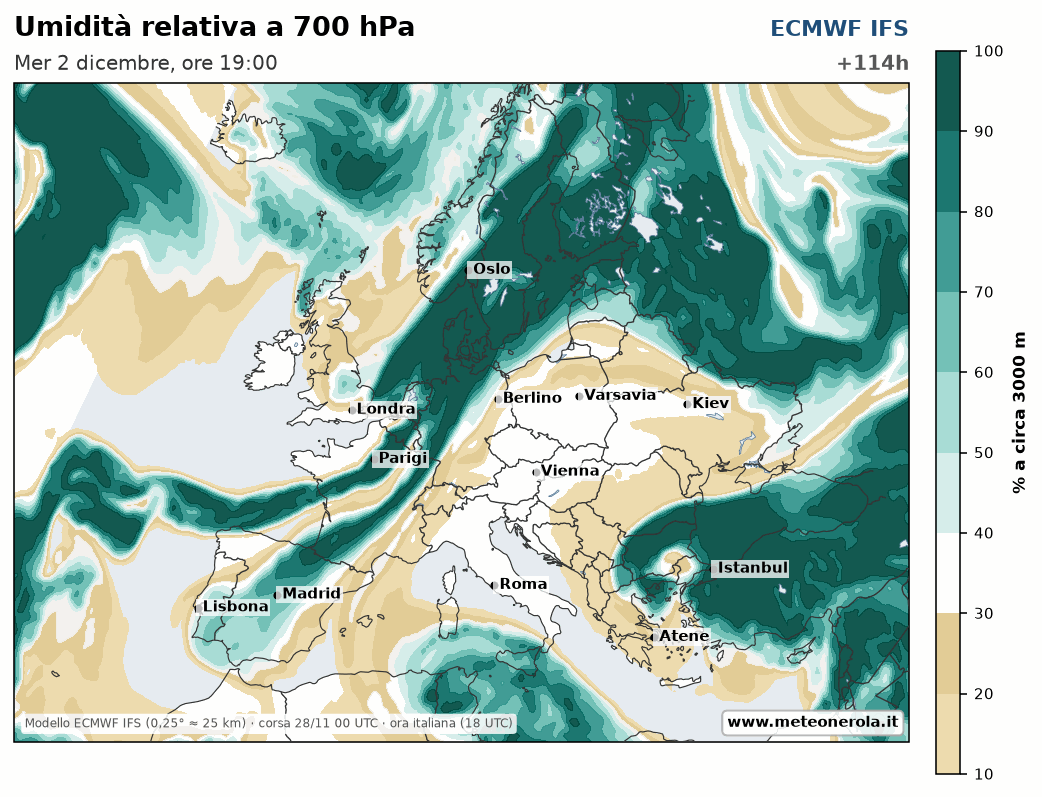 Umidità relativa a 700 hPa
ECMWF IFS
Mer 2 dicembre, ore 19:00
+114h
100
90
80
70
60
50
40
30
20
10
% a circa 3000 m
Oslo
Londra
Berlino
Varsavia
Kiev
Parigi
Vienna
Istanbul
Roma
Madrid
Lisbona
Atene
Modello ECMWF IFS (0,25° ≈ 25 km) · corsa 28/11 00 UTC · ora italiana (18 UTC)
www.meteonerola.it